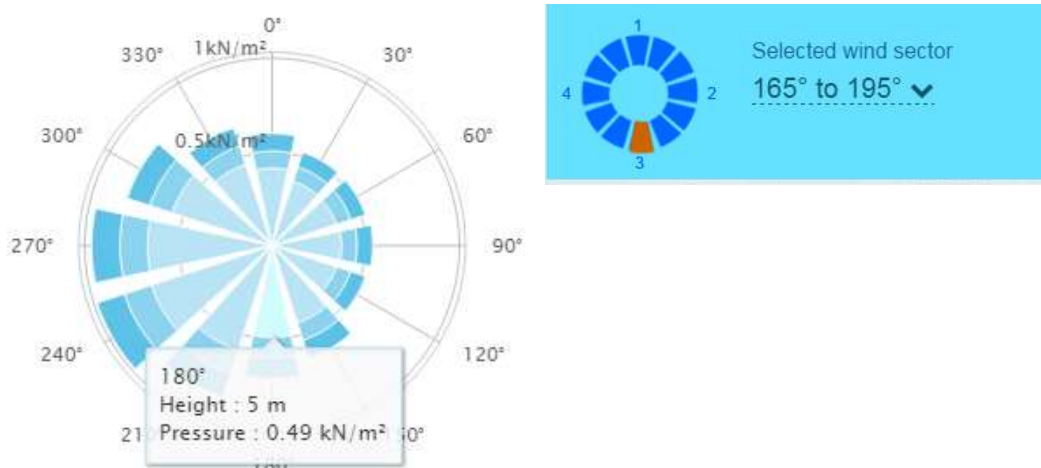 0°
1kN/m²
330°
30°
300°
0.5kN/m²
60°
270°
90°
240°
120°
180°
Height : 5 m
Pressure : 0.49 kN/m²
1
2
3
4
Selected wind sector
165° to 195°